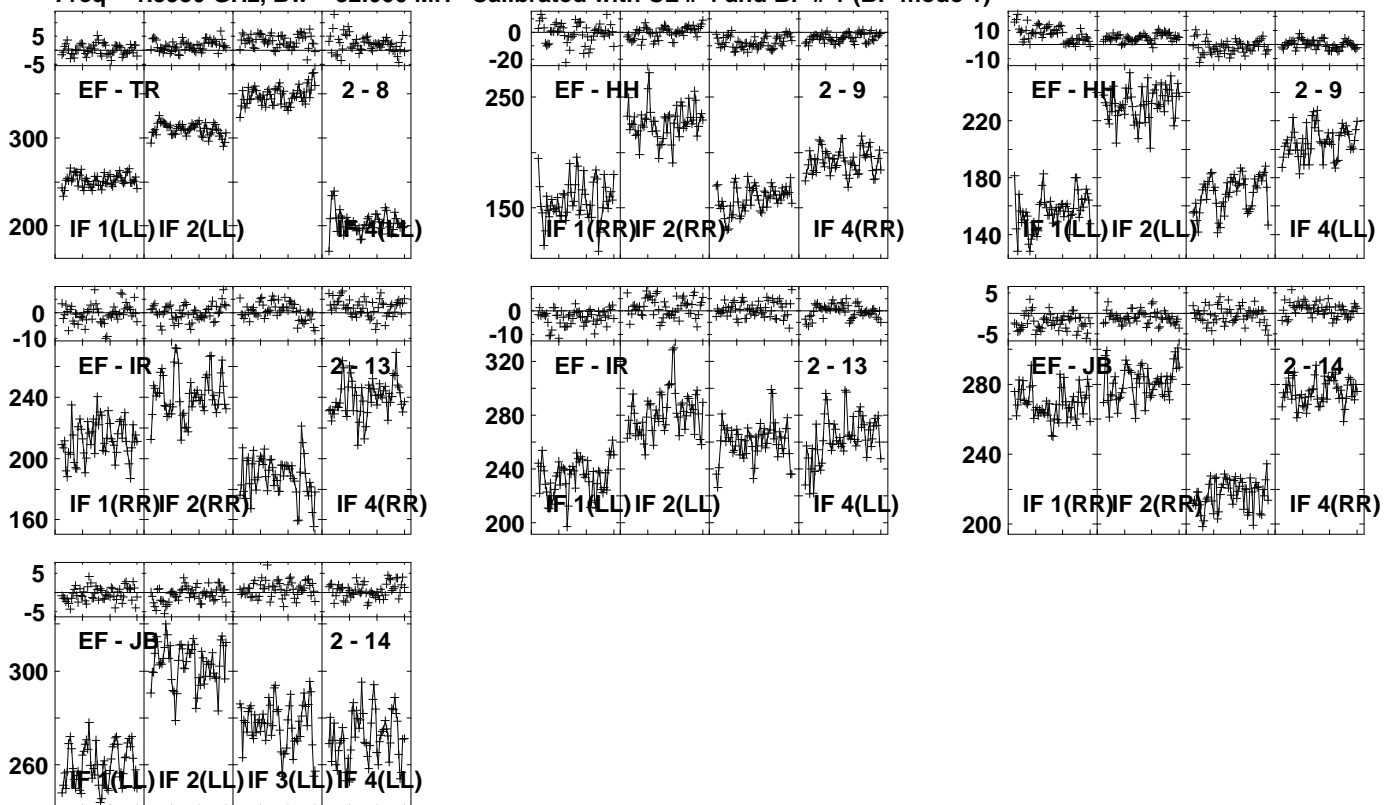 5
0
-5
EF - TR
2 - 8
300
200
IF 1(LL)
IF 2(LL)
IF 4(LL)
0
-20
EF - HH
2 - 9
250
150
IF 1(RR)
IF 2(RR)
IF 4(RR)
10
-10
EF - HH
2 - 9
220
180
140
IF 1(LL)
IF 2(LL)
IF 4(LL)
0
-10
EF - IR
2 - 13
240
200
160
IF 1(RR)
IF 2(RR)
IF 4(RR)
0
-10
EF - IR
2 - 13
320
280
240
200
IF 1(LL)
IF 2(LL)
IF 4(LL)
5
-5
EF - JB
2 - 14
280
240
200
IF 1(RR)
IF 2(RR)
IF 4(RR)
5
-5
EF - JB
2 - 14
300
260
IF 1(LL)
IF 2(LL)
IF 3(LL)
IF 4(LL)